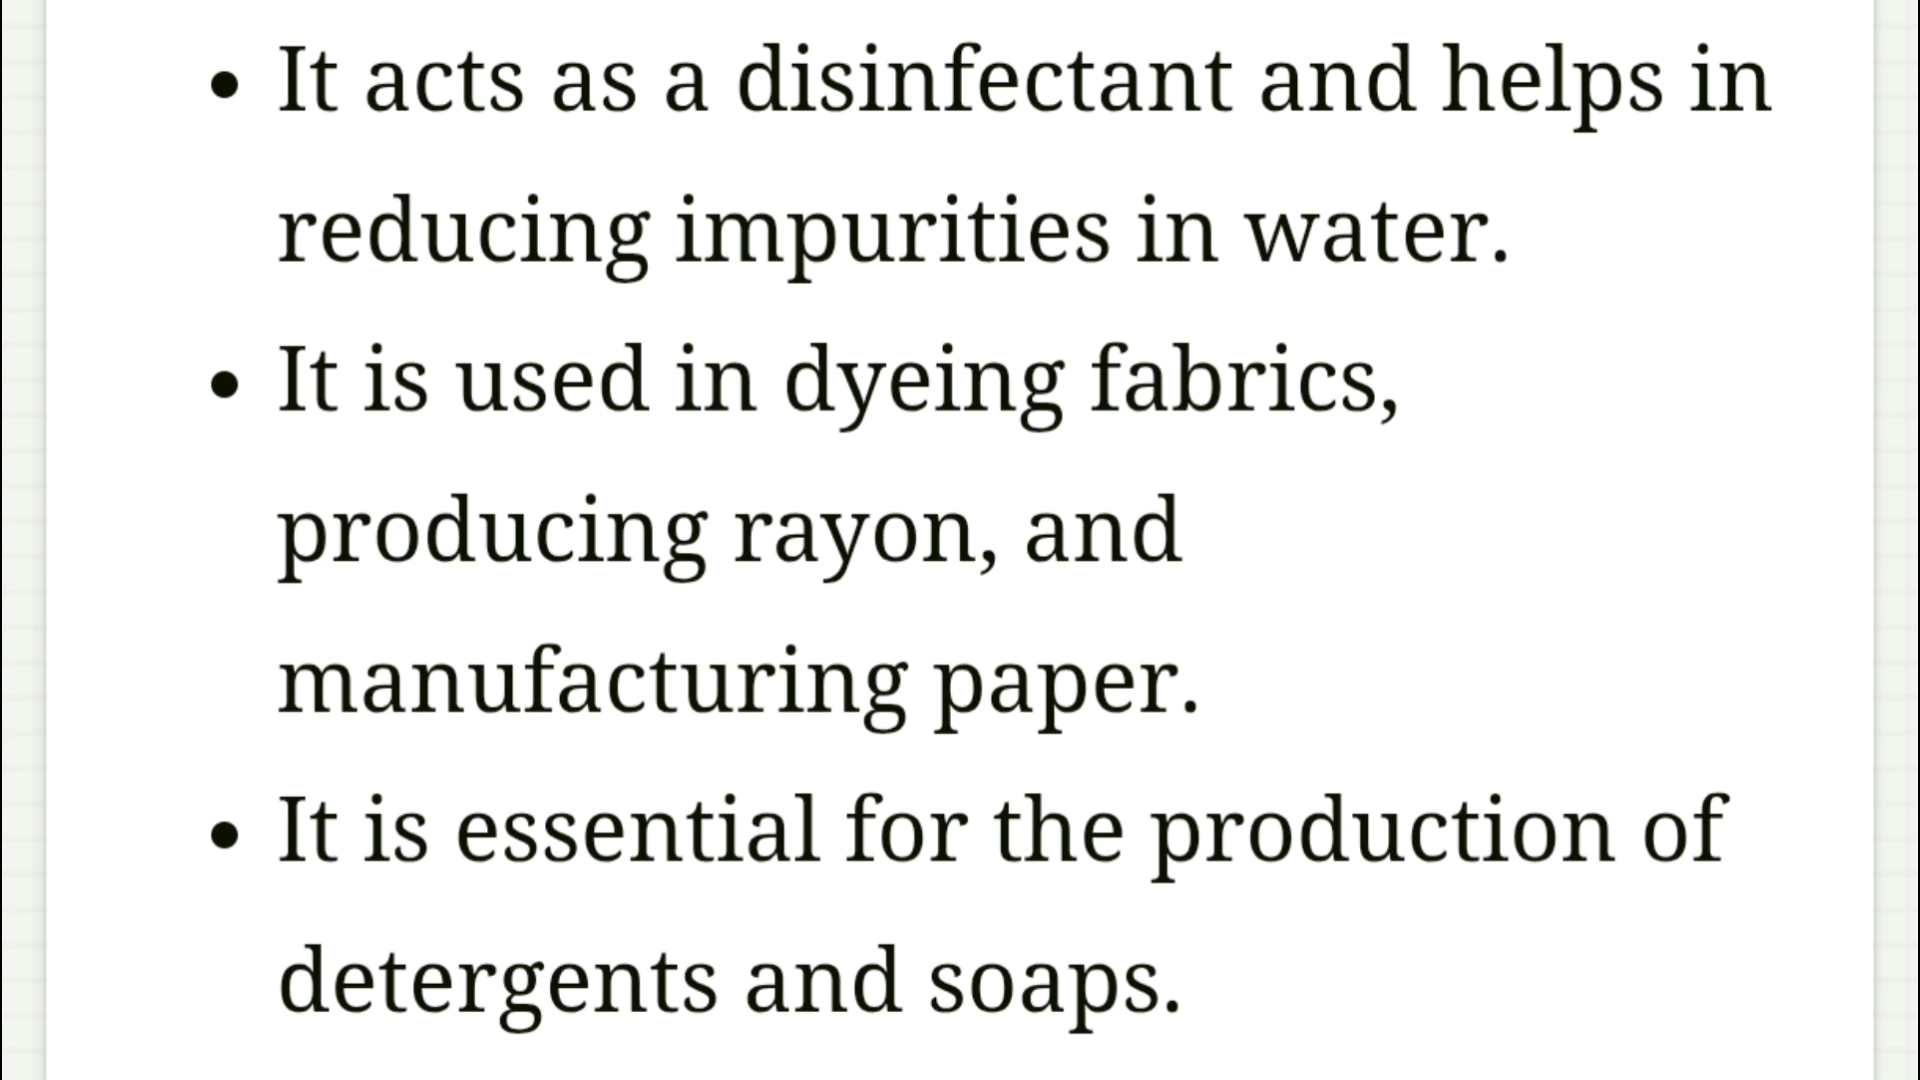 • It acts as a disinfectant and helps in
reducing impurities in water.
• It is used in dyeing fabrics,
producing rayon, and
manufacturing paper.
• It is essential for the production of
detergents and soaps.